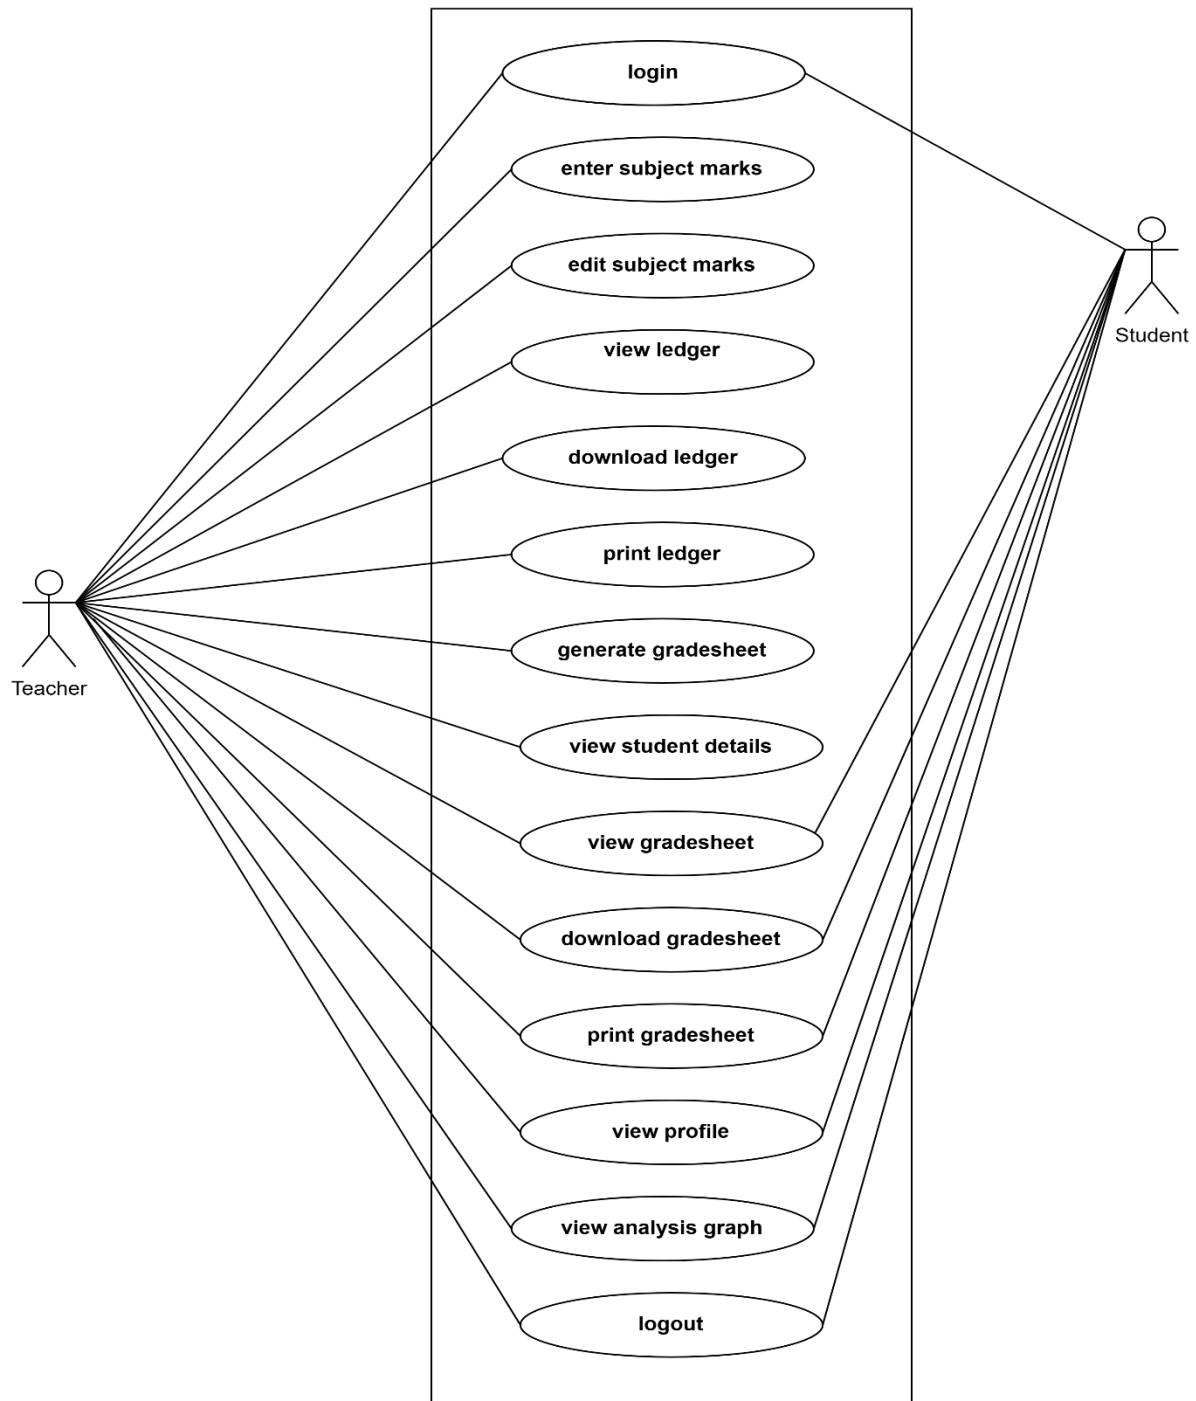 login
enter subject marks
edit subject marks
view ledger
download ledger
print ledger
generate gradesheet
view student details
view gradesheet
download gradesheet
print gradesheet
view profile
view analysis graph
logout
Teacher
Student